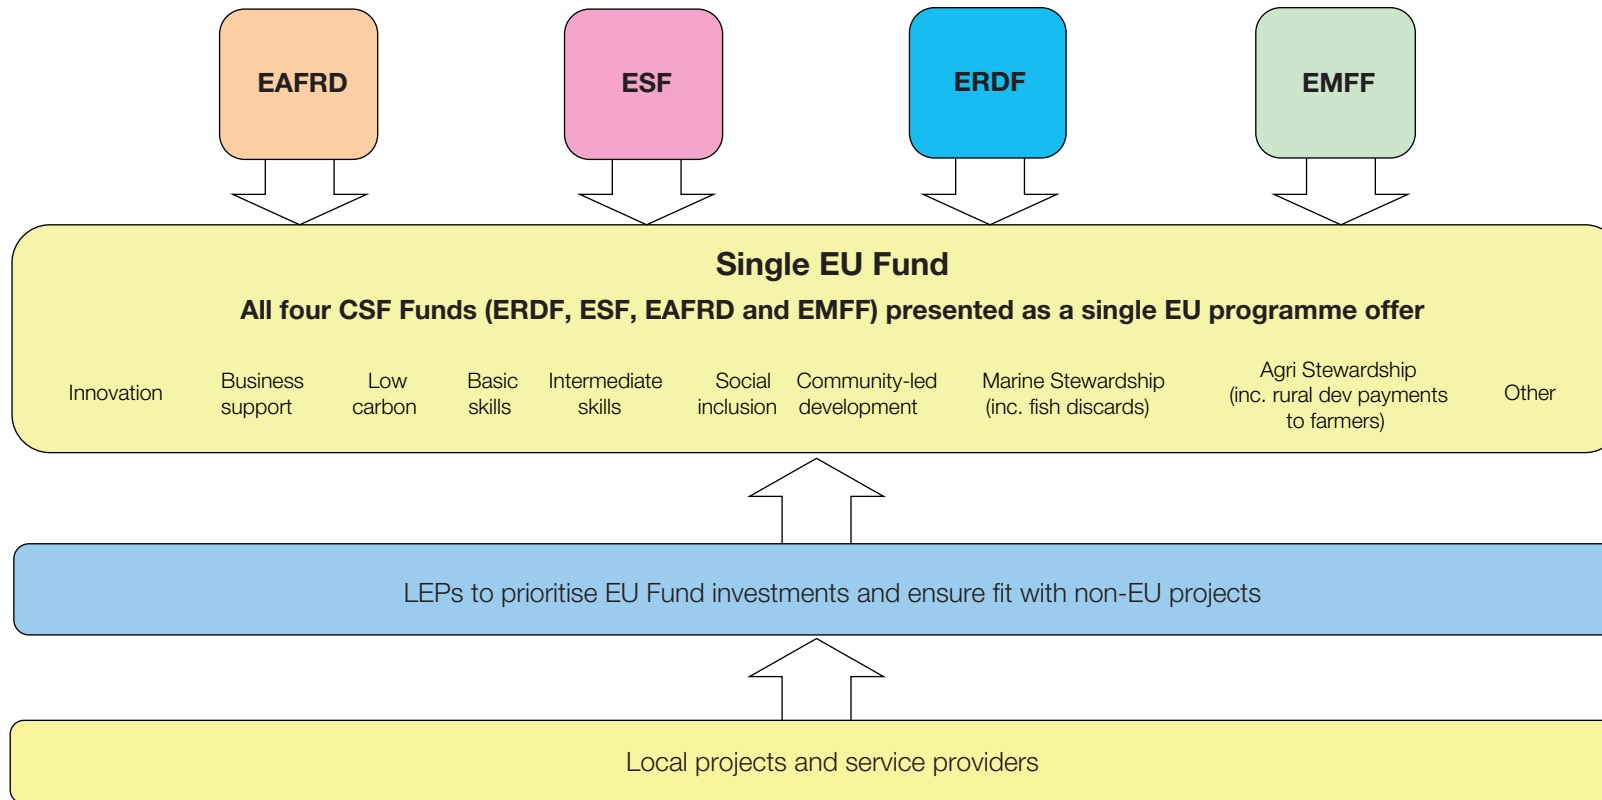 EAFRD
ESF
ERDF
EMFF
Single EU Fund
All four CSF Funds (ERDF, ESF, EAFRD and EMFF) presented as a single EU programme offer
Innovation
Business
support
Low
carbon
Basic
skills
Intermediate
skills
Social
inclusion
Community-led
development
Marine Stewardship
(inc. fish discards)
Agri Stewardship
(inc. rural dev payments
to farmers)
Other
LEPs to prioritise EU Fund investments and ensure fit with non-EU projects
Local projects and service providers